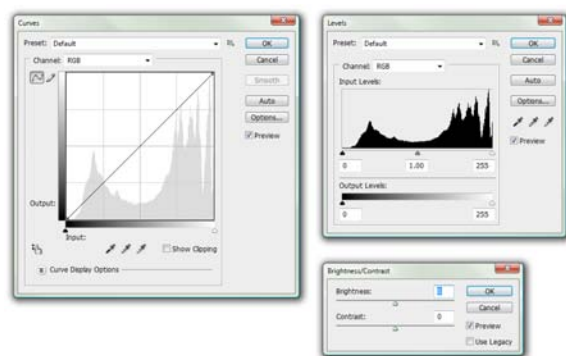 Curves
Preset: Default
OK
Channel: RGB
Cancel
Smooth
Auto
Options...
Preview
Output:
Input:
Show Clipping
Curve Display Options
Levels
Preset: Default
OK
Channel: RGB
Cancel
Input Levels:
Auto
Options...
Preview
0 1.00 255
Output Levels:
0 255
Brightness/Contrast
Brightness: 0
OK
Cancel
Contrast: 0
Preview
Use Legacy